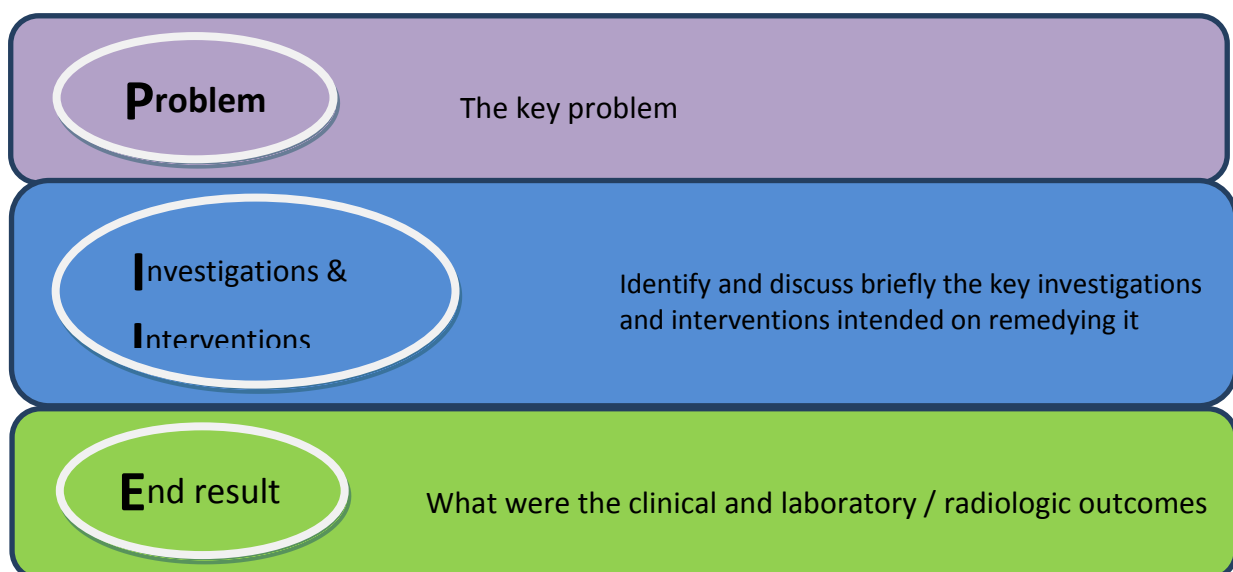 Problem
The key problem
Investigations &
Interventions
Identify and discuss briefly the key investigations
and interventions intended on remedying it
End result
What were the clinical and laboratory / radiologic outcomes